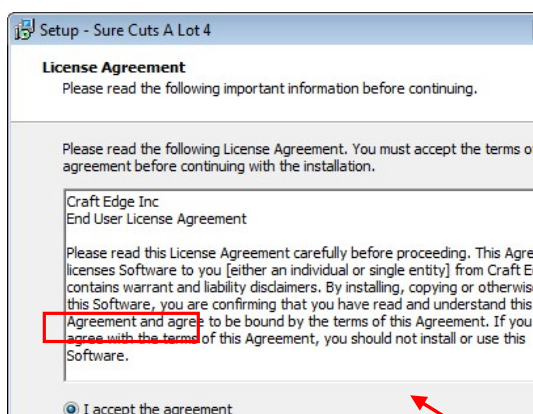 Setup - Sure Cuts A Lot 4
License Agreement
Please read the following important information before continuing.
Please read the following License Agreement. You must accept the terms o
agreement before continuing with the installation.
Craft Edge Inc
End User License Agreement
Please read this License Agreement carefully before proceeding. This Agre
licenses Software to you [either an individual or single entity] from Craft E
contains warrant and liability disclaimers. By installing, copying or otherwis
this Software, you are confirming that you have read and understand this
Agreement and agree to be bound by the terms of this Agreement. If you
agree with the terms of this Agreement, you should not install or use this
Software.
I accept the agreement